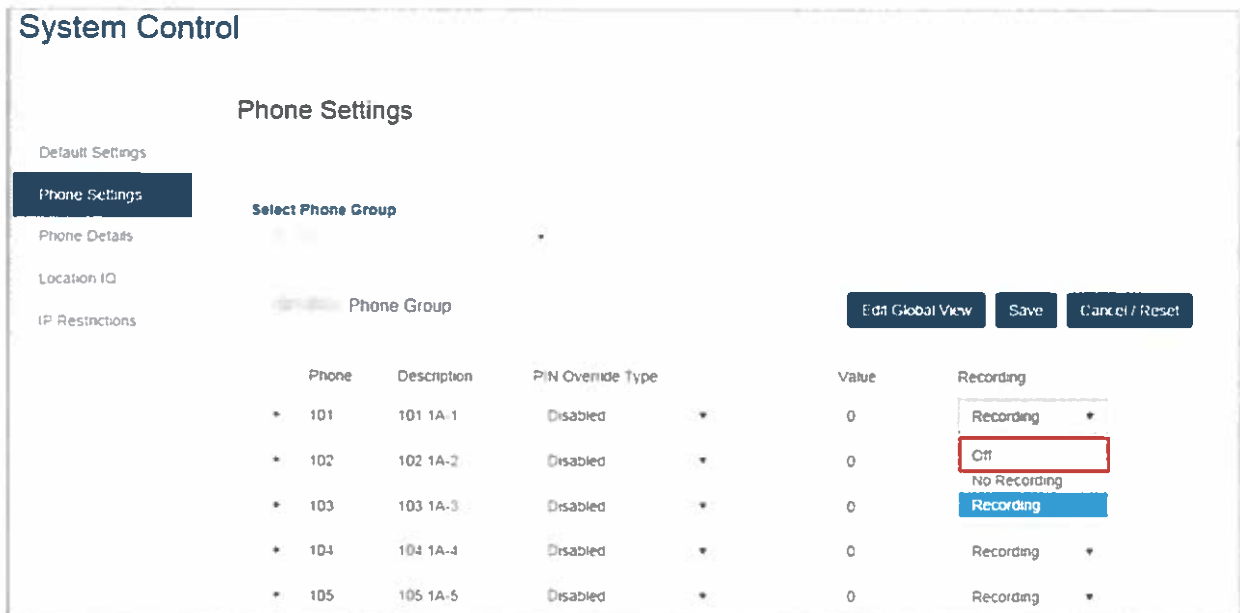 System Control
Phone Settings
Default Settings
Phone Settings
Select Phone Group
Phone Details
Location IQ
Phone Group
Edit Global View
Save
Cancel / Reset
IP Restrictions
Phone Description PIN Override Type Value Recording
101 101 1A-1 Disabled 0 Recording
102 102 1A-2 Disabled 0 Off
No Recording
103 103 1A-3 Disabled 0 Recording
104 104 1A-4 Disabled 0 Recording
105 105 1A-5 Disabled 0 Recording